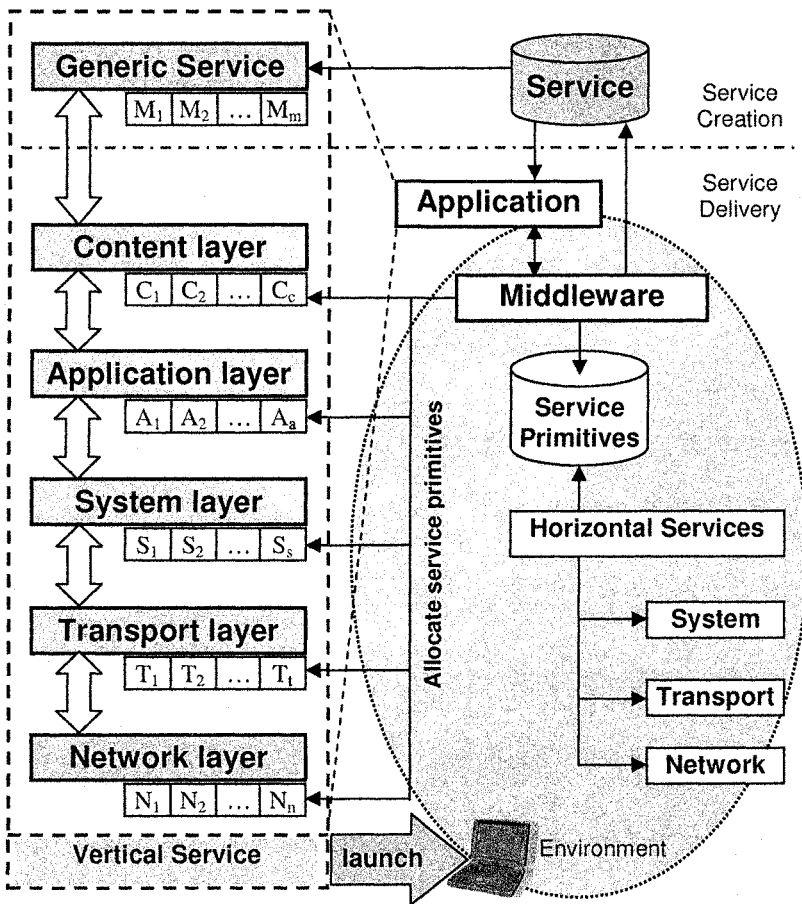 Generic Service
M₁ M₂ … Mₘ
Service
Service
Creation
Service
Delivery
Application
Content layer
C₁ C₂ … C_c
Middleware
Application layer
A₁ A₂ … Aₐ
Service
Primitives
System layer
S₁ S₂ … Sₛ
Horizontal Services
Allocate service primitives
Transport layer
T₁ T₂ … Tₜ
System
Transport
Network layer
N₁ N₂ … Nₙ
Network
Vertical Service
launch
Environment